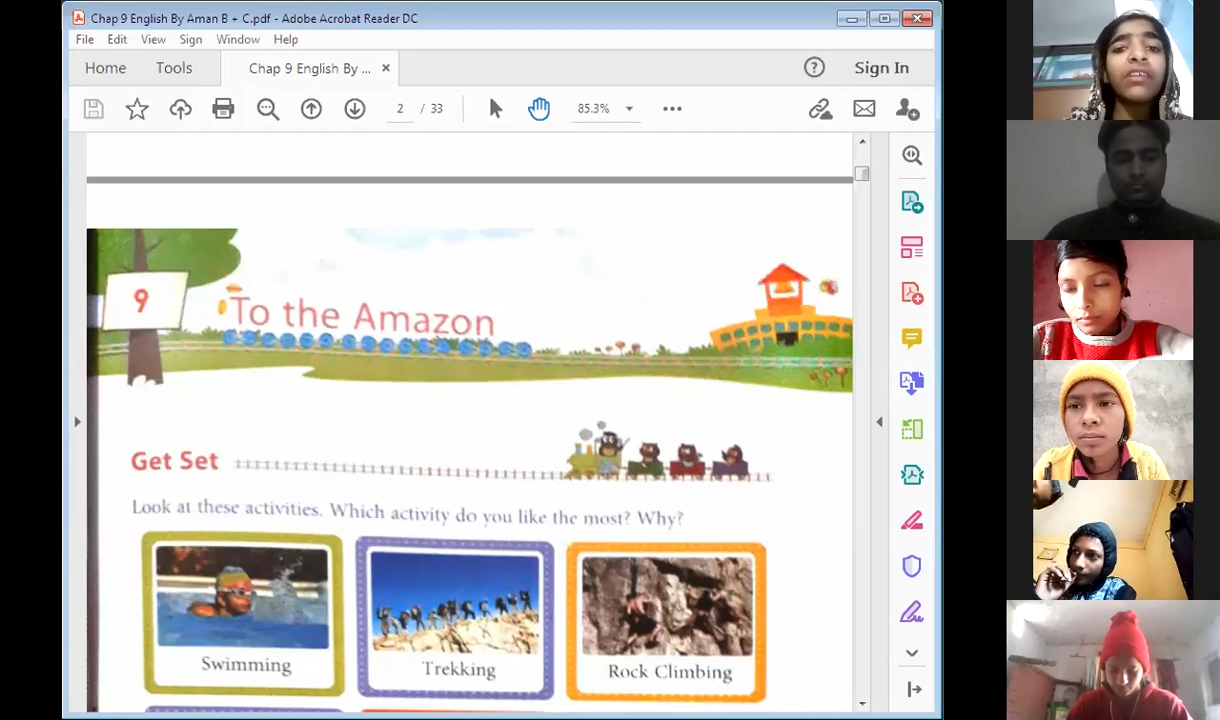 Chap 9 English By Aman B + C.pdf - Adobe Acrobat Reader DC
File Edit View Sign Window Help
Home Tools Chap 9 English By ... × Sign In
2 / 33 85.3%
9
To the Amazon
Get Set
Look at these activities. Which activity do you like the most? Why?
Swimming Trekking Rock Climbing